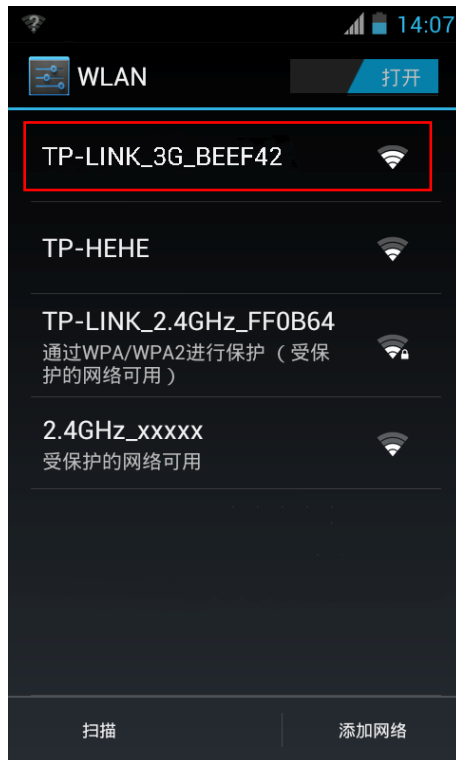 14:07
WLAN
打开
TP-LINK_3G_BEEF42
TP-HEHE
TP-LINK_2.4GHz_FF0B64
通过WPA/WPA2进行保护（受保
护的网络可用）
2.4GHz_xxxxx
受保护的网络可用
扫描
添加网络